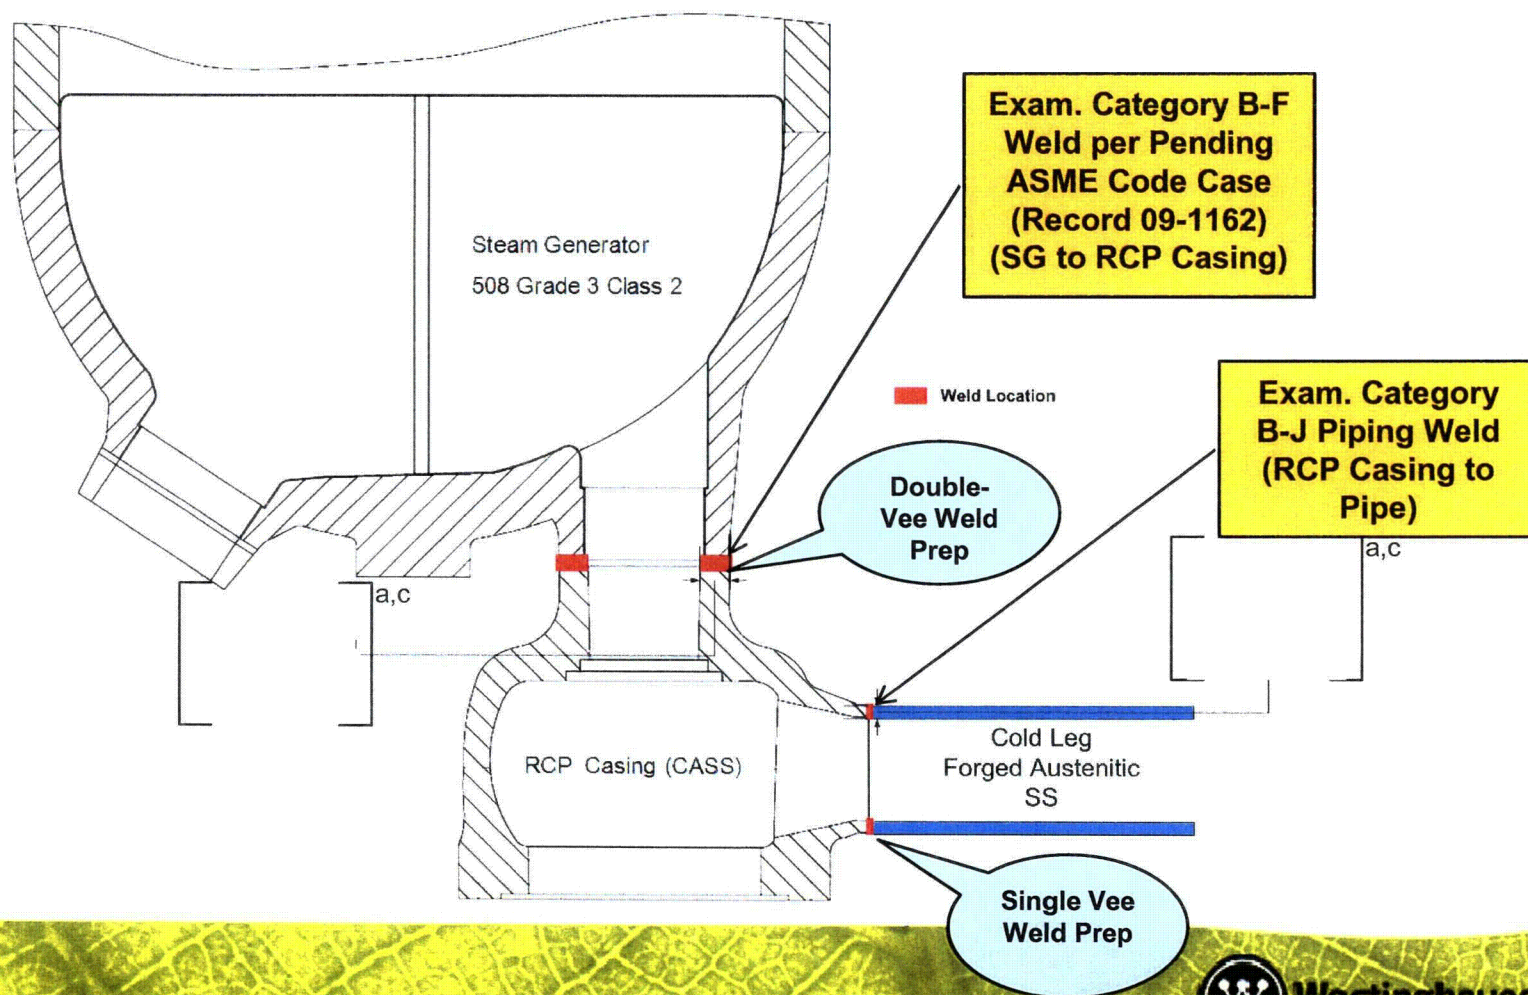 Exam. Category B-F
Weld per Pending
ASME Code Case
(Record 09-1162)
(SG to RCP Casing)
Steam Generator
508 Grade 3 Class 2
Weld Location
Exam. Category
B-J Piping Weld
(RCP Casing to
Pipe)
Double-
Vee Weld
Prep
a,c
a,c
Cold Leg
Forged Austenitic
SS
RCP Casing (CASS)
Single Vee
Weld Prep